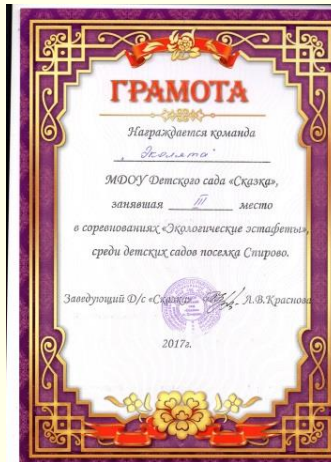 ГРАМОТА
Награждается команда
„Эколята"
МДОУ Детского сада «Сказка»,
занявшая III место
в соревнованиях «Экологические эстафеты»,
среди детских садов поселка Спирово.
Заведующий Д/с «Сказка» Л.В.Краснова
2017г.